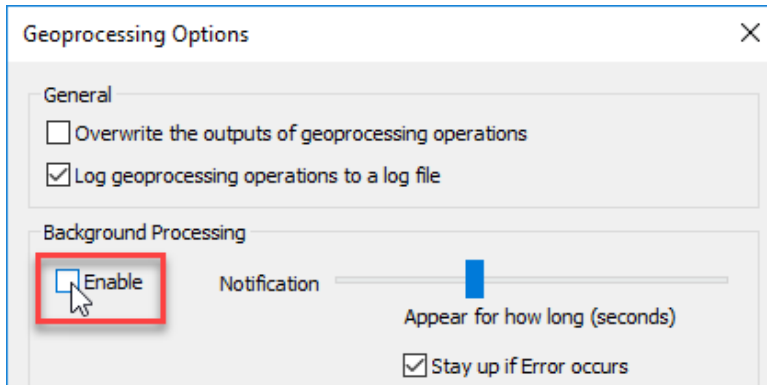 Geoprocessing Options
General
Overwrite the outputs of geoprocessing operations
Log geoprocessing operations to a log file
Background Processing
Enable
Notification
Appear for how long (seconds)
Stay up if Error occurs